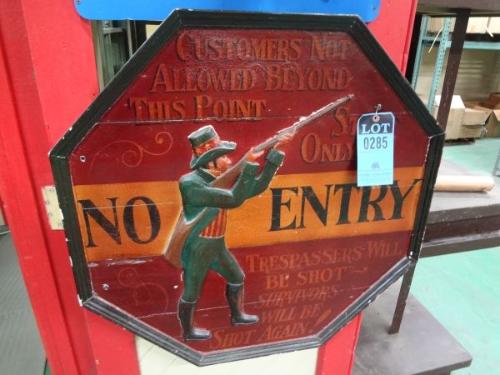 CUSTOMERS NOT
ALLOWED BEYOND
THIS POINT
ONLY
LOT
0285
NO ENTRY
TRESPASSERS WILL
BE SHOT
SURVIVORS
WILL BE
SHOT AGAIN!